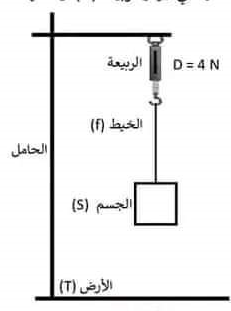 الربيعة D = 4 N
الخيط (f)
الحامل
الجسم (S)
الأرض (T)